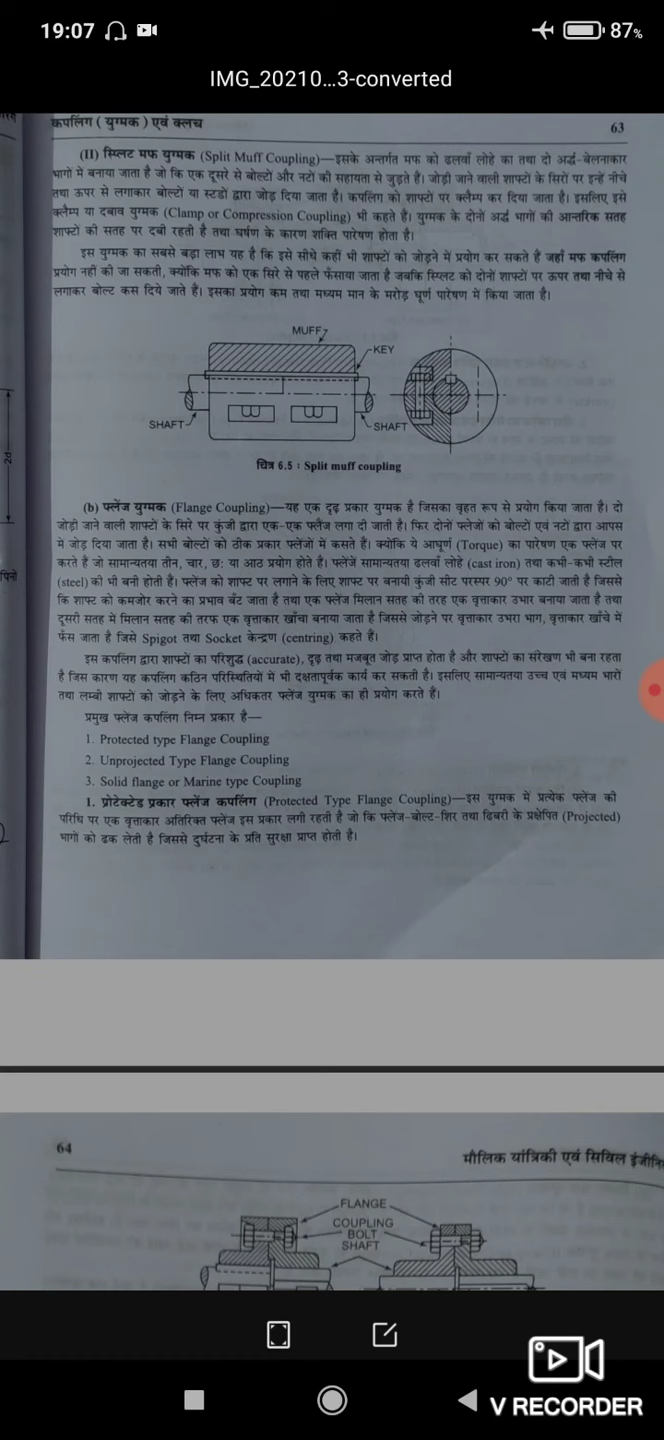 19:07
87%
IMG_20210...3-converted
कपलिंग ( युग्मक ) एवं क्लच
63
(II) स्प्लिट मफ युग्मक (Split Muff Coupling)—इसके अन्तर्गत मफ को ढलवाँ लोहे का तथा दो अर्द्ध-बेलनाकार
भागों में बनाया जाता है जो कि एक दूसरे से बोल्टों और नटों की सहायता से जुड़ते हैं। जोड़ी जाने वाली शाफ्टों के सिरों पर इन्हें नीचे
तथा ऊपर से लगाकर बोल्टों या स्टडों द्वारा जोड़ दिया जाता है। कपलिंग को शाफ्टों पर क्लैम्प कर दिया जाता है। इसलिए इसे
क्लैम्प या दबाव युग्मक (Clamp or Compression Coupling) भी कहते हैं। युग्मक के दोनों अर्द्ध भागों की आन्तरिक सतह
शाफ्टों की सतह पर दबी रहती है तथा घर्षण के कारण शक्ति पारेषण होता है।
इस युग्मक का सबसे बड़ा लाभ यह है कि इसे सीधे कहीं भी शाफ्टों को जोड़ने में प्रयोग कर सकते हैं जहाँ मफ कपलिंग
प्रयोग नहीं की जा सकती, क्योंकि मफ को एक सिरे से पहले फँसाया जाता है जबकि स्प्लिट को दोनों शाफ्टों पर ऊपर तथा नीचे से
लगाकर बोल्ट कस दिये जाते हैं। इसका प्रयोग कम तथा मध्यम मान के मरोड़ घूर्ण पारेषण में किया जाता है।
MUFF
KEY
SHAFT
SHAFT
2d
चित्र 6.5 : Split muff coupling
(b) फ्लेंज युग्मक (Flange Coupling)—यह एक दृढ़ प्रकार युग्मक है जिसका वृहत रूप से प्रयोग किया जाता है। दो
जोड़ी जाने वाली शाफ्टों के सिरे पर कुंजी द्वारा एक-एक फ्लैंज लगा दी जाती है। फिर दोनों फ्लेजों को बोल्टों एवं नटों द्वारा आपस
में जोड़ दिया जाता है। सभी बोल्टों को ठीक प्रकार फ्लेंजों में कसते हैं। क्योंकि ये आघूर्ण (Torque) का पारेषण एक फ्लेंज पर
करते हैं जो सामान्यतया तीन, चार, छः या आठ प्रयोग होते हैं। फ्लेंजें सामान्यतया ढलवाँ लोहे (cast iron) तथा कभी-कभी स्टील
(steel) की भी बनी होती हैं। फ्लेंज को शाफ्ट पर लगाने के लिए शाफ्ट पर बनायी कुंजी सीट परस्पर 90° पर काटी जाती है जिससे
कि शाफ्ट को कमजोर करने का प्रभाव बँट जाता है तथा एक फ्लेंज मिलान सतह को तरह एक वृत्ताकार उभार बनाया जाता है तथा
दूसरी सतह में मिलान सतह की तरफ एक वृत्ताकार खाँचा बनाया जाता है जिससे जोड़ने पर वृत्ताकार उभरा भाग, वृत्ताकार खाँचे में
फँस जाता है जिसे Spigot तथा Socket केन्द्रण (centring) कहते हैं।
इस कपलिंग द्वारा शाफ्टों का परिशुद्ध (accurate), दृढ़ तथा मजबूत जोड़ प्राप्त होता है और शाफ्टों का संरेखण भी बना रहता
है जिस कारण यह कपलिंग कठिन परिस्थितियों में भी दक्षतापूर्वक कार्य कर सकती है। इसलिए सामान्यतया उच्च एवं मध्यम भारों
तथा लम्बी शाफ्टों को जोड़ने के लिए अधिकतर फ्लेंज युग्मक का ही प्रयोग करते हैं।
प्रमुख फ्लेंज कपलिंग निम्न प्रकार है—
1. Protected type Flange Coupling
2. Unprojected Type Flange Coupling
3. Solid flange or Marine type Coupling
1. प्रोटेक्टेड प्रकार फ्लेंज कपलिंग (Protected Type Flange Coupling)—इस युग्मक में प्रत्येक फ्लेंज की
परिधि पर एक वृत्ताकार अतिरिक्त फ्लेंज इस प्रकार लगी रहती है जो कि फ्लेंज-बोल्ट-शिर तथा ढिबरी के प्रक्षेपित (Projected)
भागों को ढक लेती है जिससे दुर्घटना के प्रति सुरक्षा प्राप्त होती है।
64
मौलिक यांत्रिकी एवं सिविल
FLANGE
COUPLING
BOLT
SHAFT
V RECORDER